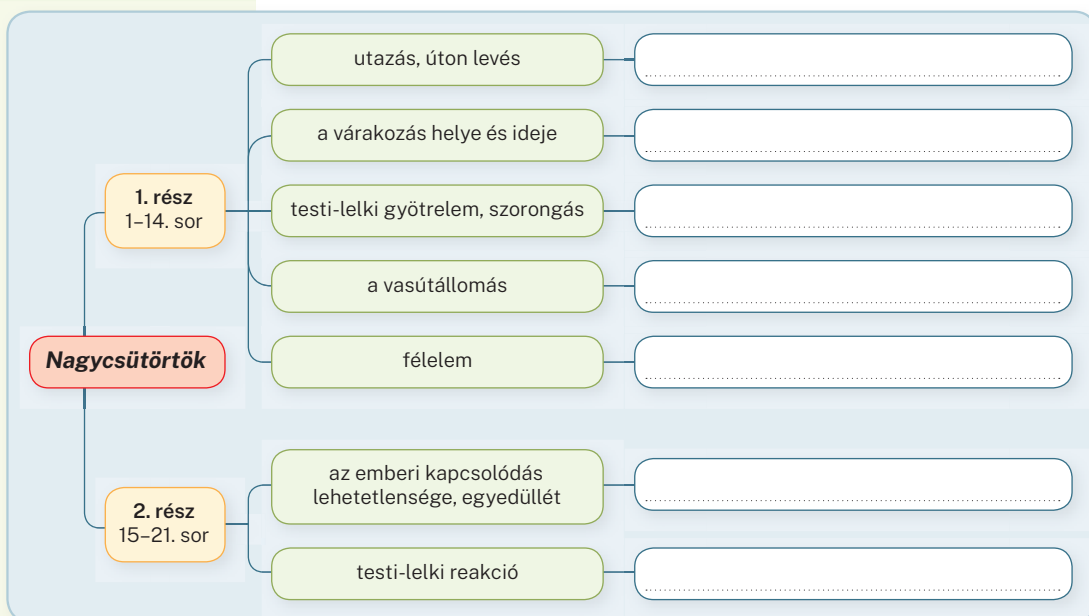 utazás, úton levés
a várakozás helye és ideje
1. rész
1–14. sor
testi-lelki gyötrelem, szorongás
a vasútállomás
Nagycsütörtök
félelem
az emberi kapcsolódás
lehetetlensége, egyedüllét
2. rész
15–21. sor
testi-lelki reakció